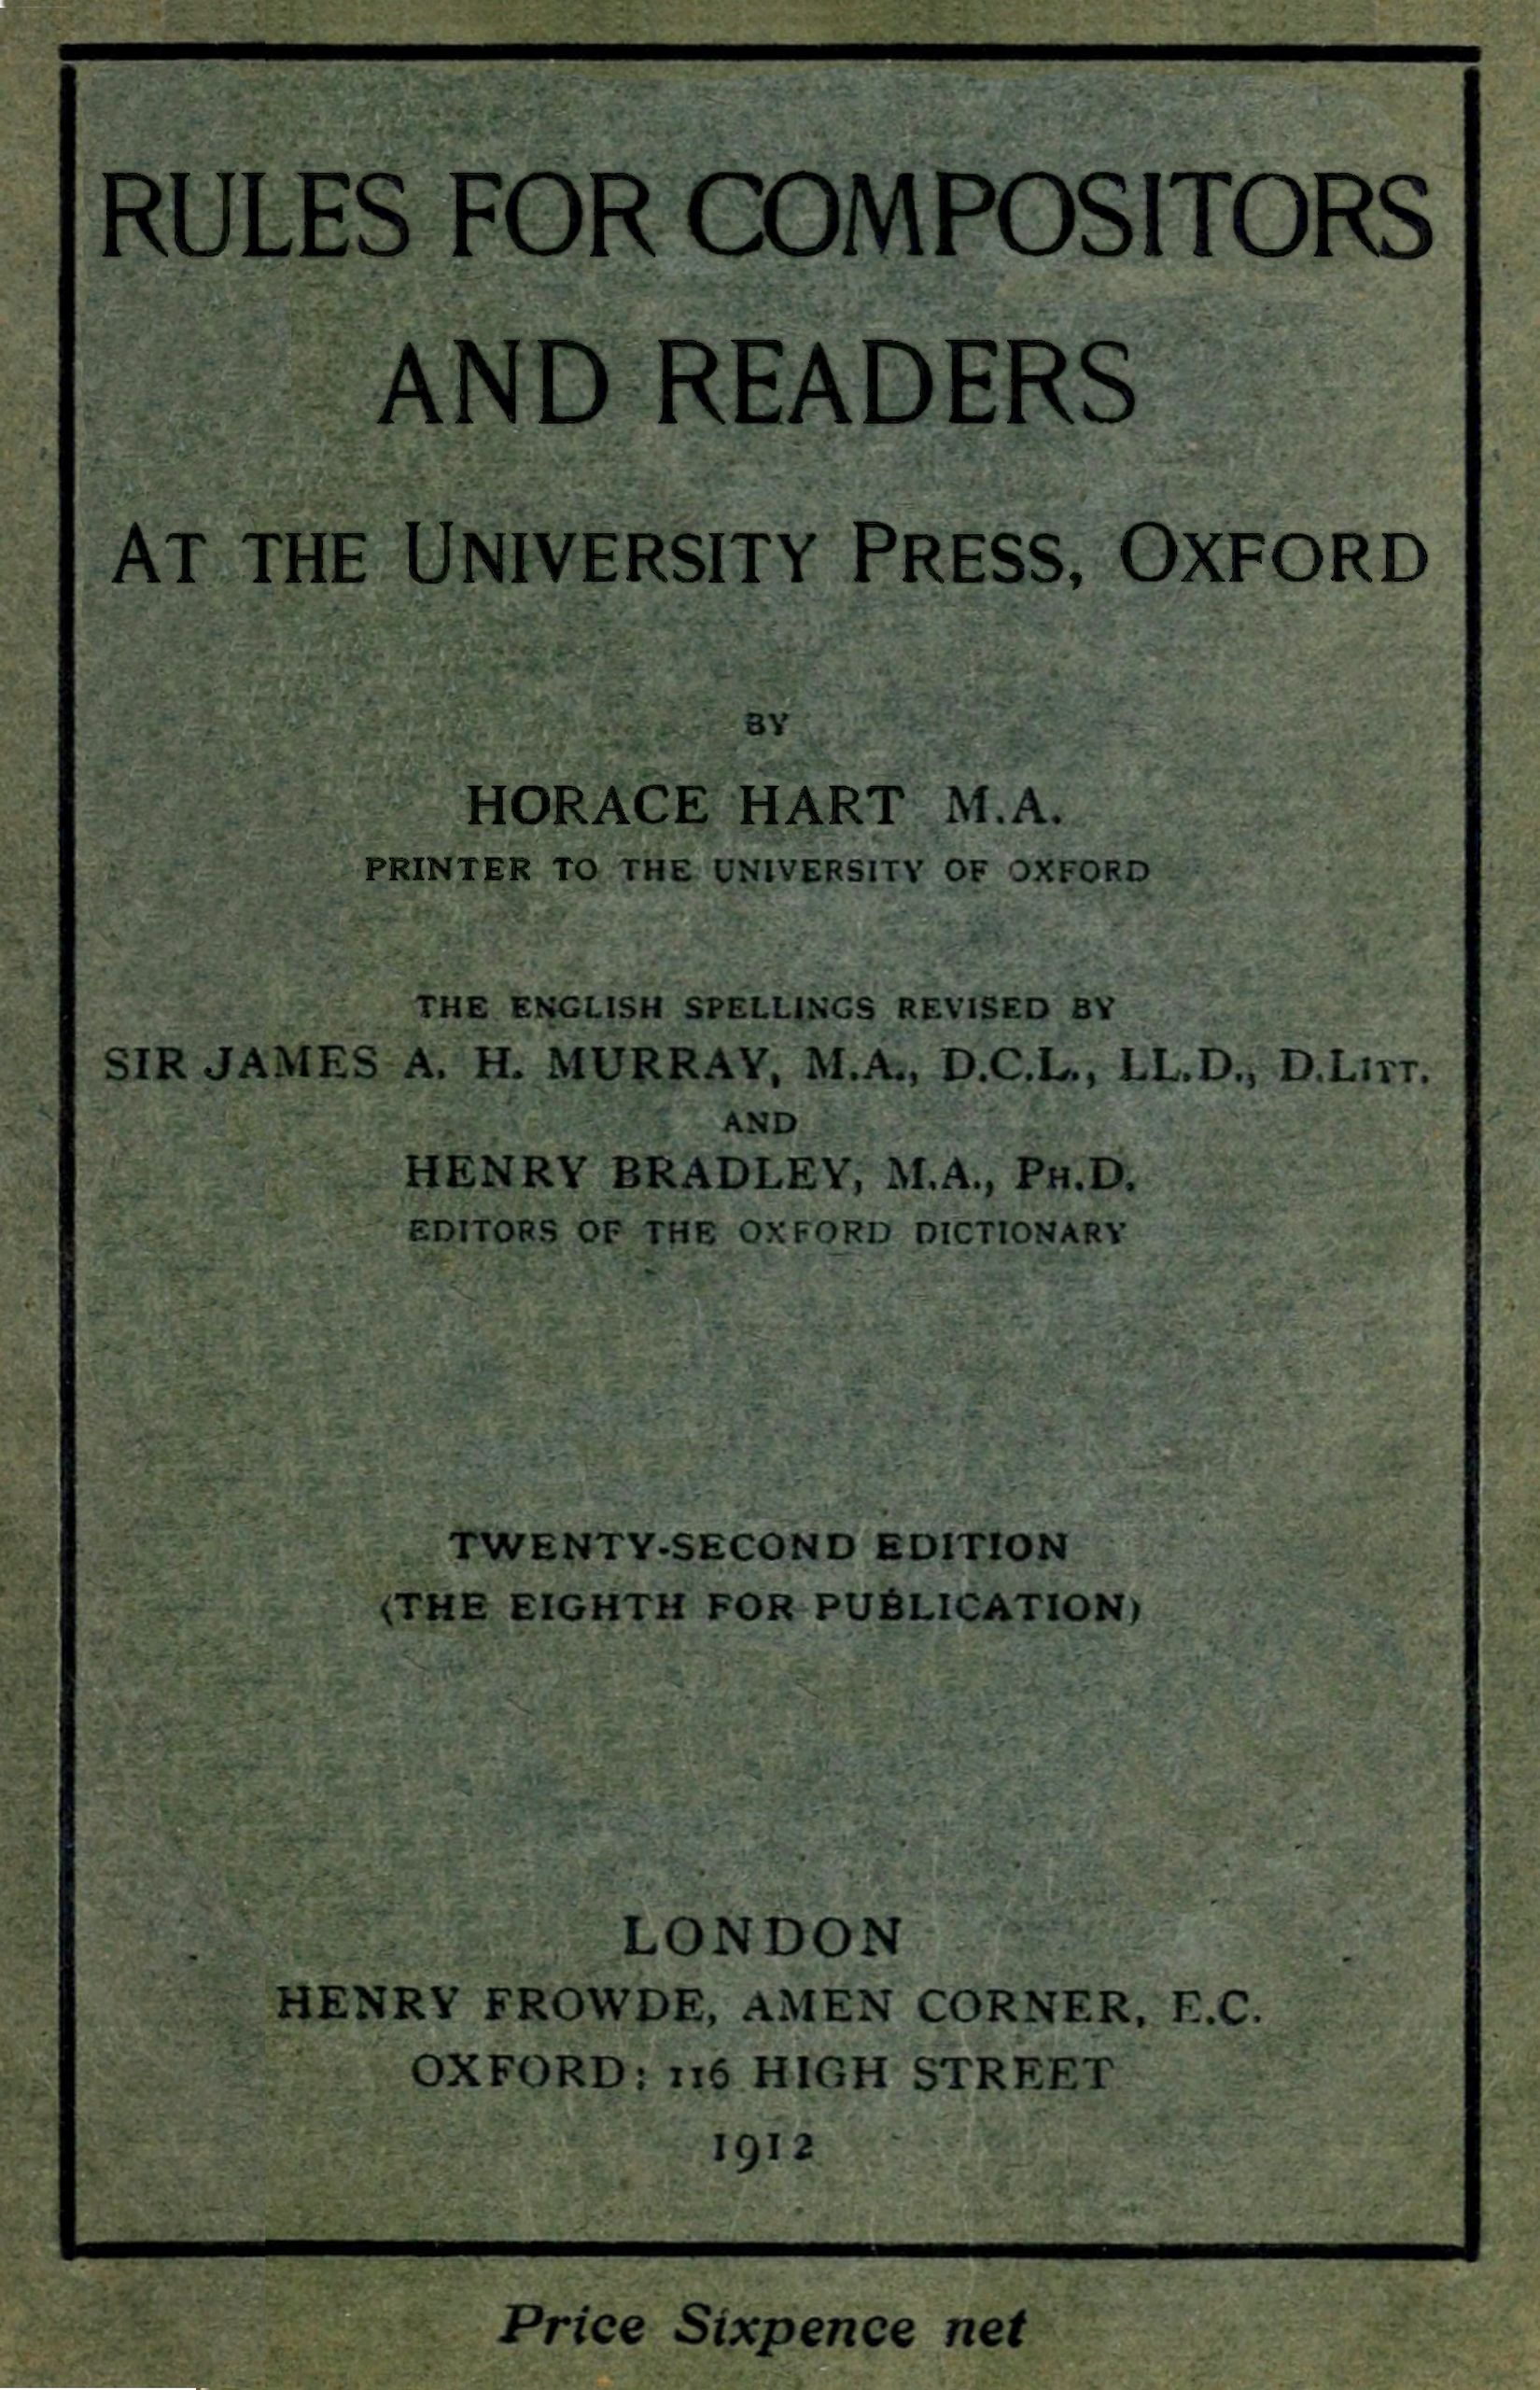 RULES FOR COMPOSITORS
AND READERS
AT THE UNIVERSITY PRESS, OXFORD
BY
HORACE HART M.A.
PRINTER TO THE UNIVERSITY OF OXFORD
THE ENGLISH SPELLINGS REVISED BY
SIR JAMES A. H. MURRAY, M.A., D.C.L., LL.D., D.LITT.
AND
HENRY BRADLEY, M.A., PH.D.
EDITORS OF THE OXFORD DICTIONARY
TWENTY-SECOND EDITION
(THE EIGHTH FOR PUBLICATION)
LONDON
HENRY FROWDE, AMEN CORNER, E.C.
OXFORD: 116 HIGH STREET
1912
Price Sixpence net